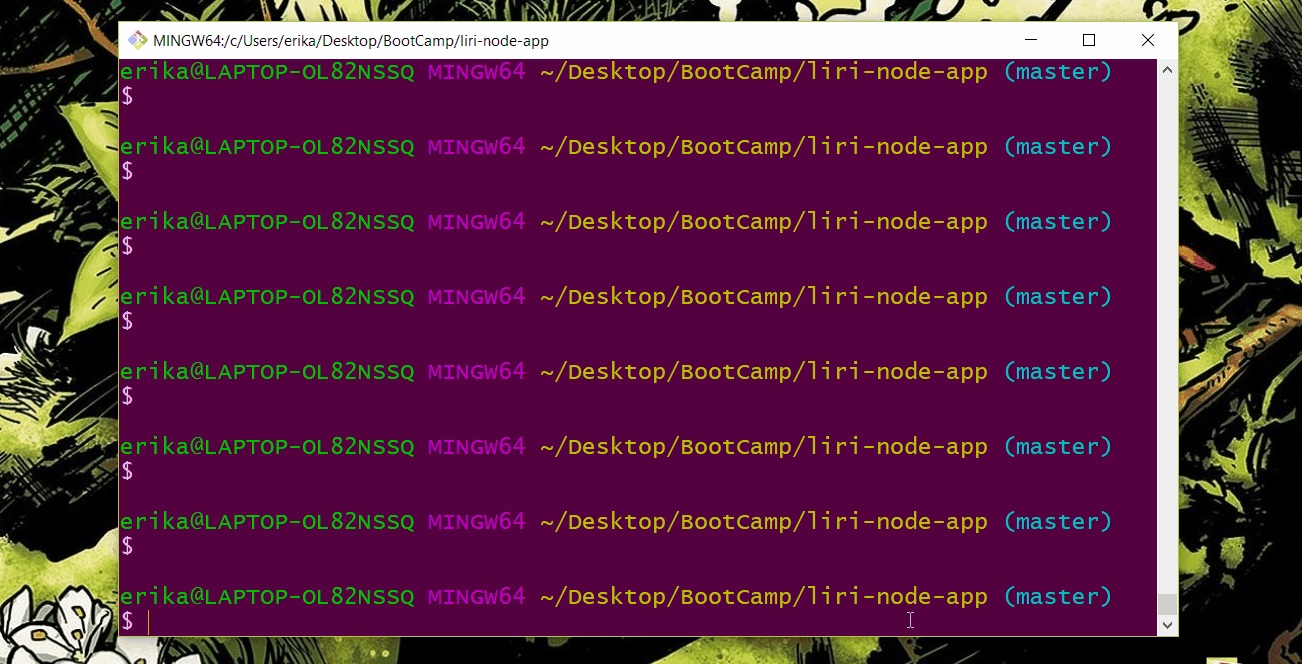 MINGW64:/c/Users/erika/Desktop/BootCamp/liri-node-app
erika@LAPTOP-OL82NSSQ MINGW64 ~/Desktop/BootCamp/liri-node-app (master)
$
erika@LAPTOP-OL82NSSQ MINGW64 ~/Desktop/BootCamp/liri-node-app (master)
$
erika@LAPTOP-OL82NSSQ MINGW64 ~/Desktop/BootCamp/liri-node-app (master)
$
erika@LAPTOP-OL82NSSQ MINGW64 ~/Desktop/BootCamp/liri-node-app (master)
$
erika@LAPTOP-OL82NSSQ MINGW64 ~/Desktop/BootCamp/liri-node-app (master)
$
erika@LAPTOP-OL82NSSQ MINGW64 ~/Desktop/BootCamp/liri-node-app (master)
$
erika@LAPTOP-OL82NSSQ MINGW64 ~/Desktop/BootCamp/liri-node-app (master)
$
erika@LAPTOP-OL82NSSQ MINGW64 ~/Desktop/BootCamp/liri-node-app (master)
$